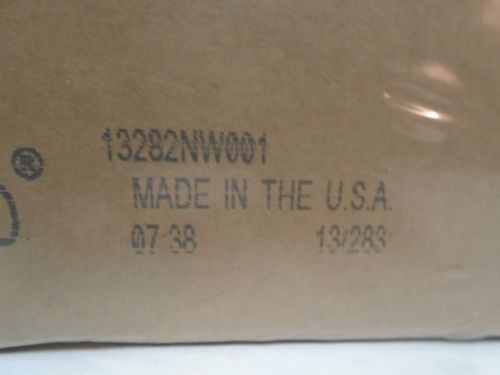 13282NW001
®
MADE IN THE U.S.A.
07:38 13/283